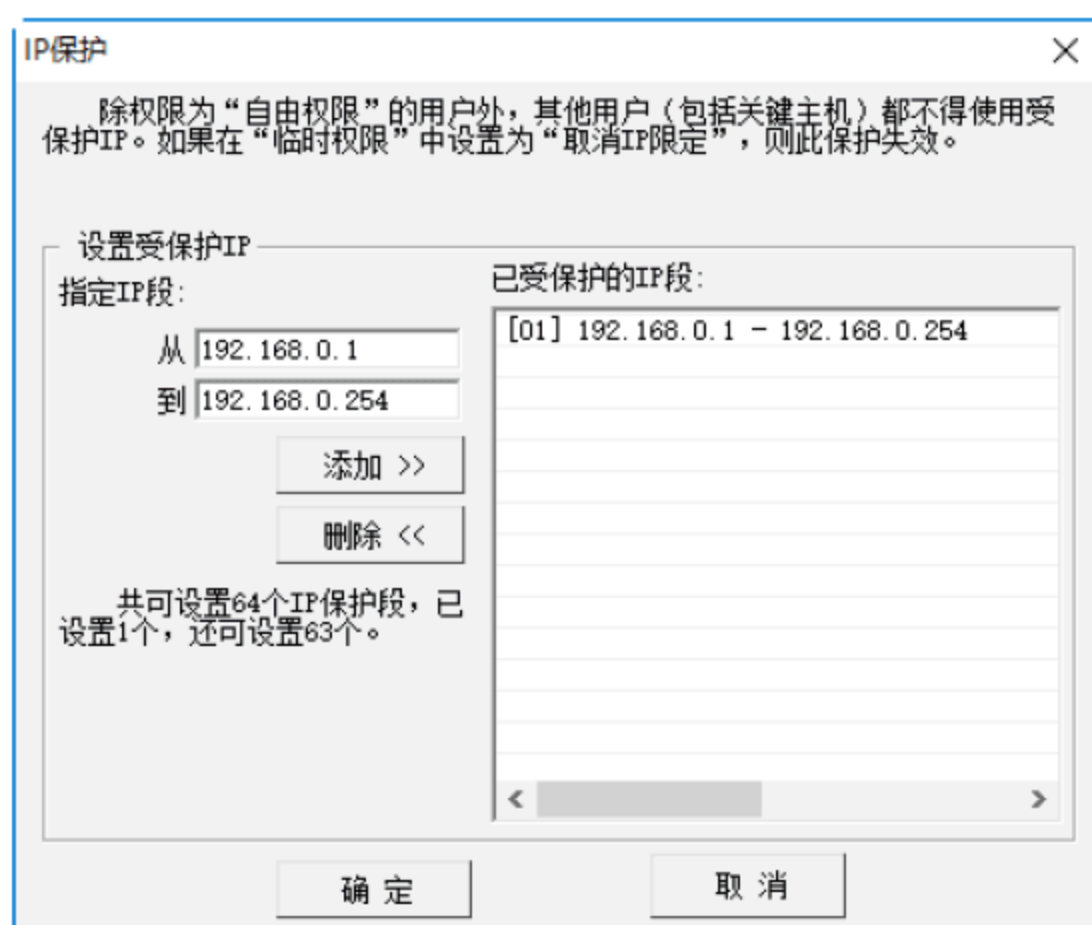 IP保护
除权限为“自由权限”的用户外，其他用户（包括关键主机）都不得使用受
保护IP。如果在“临时权限”中设置为“取消IP限定”，则此保护失效。
设置受保护IP
指定IP段:
从 192.168.0.1
到 192.168.0.254
添加 >>
删除 <<
共可设置64个IP保护段，已
设置1个，还可设置63个。
已受保护的IP段:
[01] 192.168.0.1 - 192.168.0.254
确 定
取 消